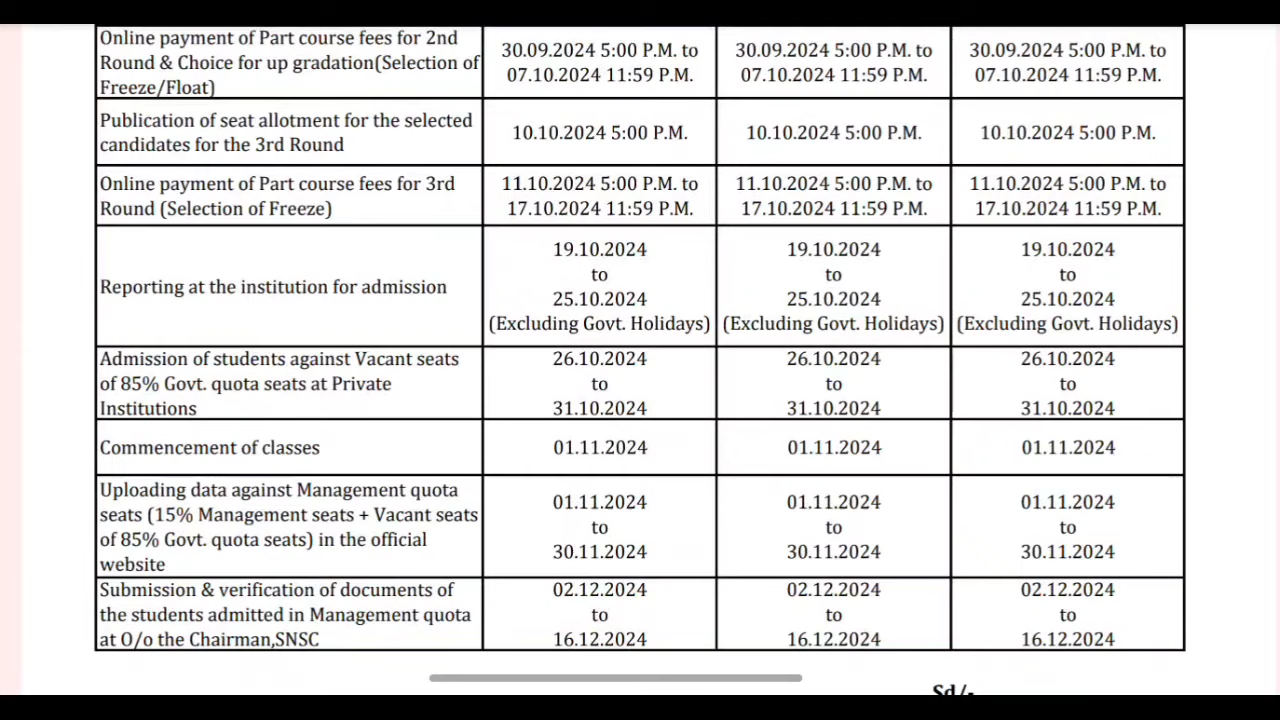 Online payment of Part course fees for 2nd
Round & Choice for up gradation(Selection of
Freeze/Float)
30.09.2024 5:00 P.M. to
07.10.2024 11:59 P.M.
30.09.2024 5:00 P.M. to
07.10.2024 11:59 P.M.
30.09.2024 5:00 P.M. to
07.10.2024 11:59 P.M.
Publication of seat allotment for the selected
candidates for the 3rd Round
10.10.2024 5:00 P.M.
10.10.2024 5:00 P.M.
10.10.2024 5:00 P.M.
Online payment of Part course fees for 3rd
Round (Selection of Freeze)
11.10.2024 5:00 P.M. to
17.10.2024 11:59 P.M.
11.10.2024 5:00 P.M. to
17.10.2024 11:59 P.M.
11.10.2024 5:00 P.M. to
17.10.2024 11:59 P.M.
Reporting at the institution for admission
19.10.2024
to
25.10.2024
(Excluding Govt. Holidays)
19.10.2024
to
25.10.2024
(Excluding Govt. Holidays)
19.10.2024
to
25.10.2024
(Excluding Govt. Holidays)
Admission of students against Vacant seats
of 85% Govt. quota seats at Private
Institutions
26.10.2024
to
31.10.2024
26.10.2024
to
31.10.2024
26.10.2024
to
31.10.2024
Commencement of classes
01.11.2024
01.11.2024
01.11.2024
Uploading data against Management quota
seats (15% Management seats + Vacant seats
of 85% Govt. quota seats) in the official
website
01.11.2024
to
30.11.2024
01.11.2024
to
30.11.2024
01.11.2024
to
30.11.2024
Submission & verification of documents of
the students admitted in Management quota
at O/o the Chairman,SNSC
02.12.2024
to
16.12.2024
02.12.2024
to
16.12.2024
02.12.2024
to
16.12.2024
Sd/-